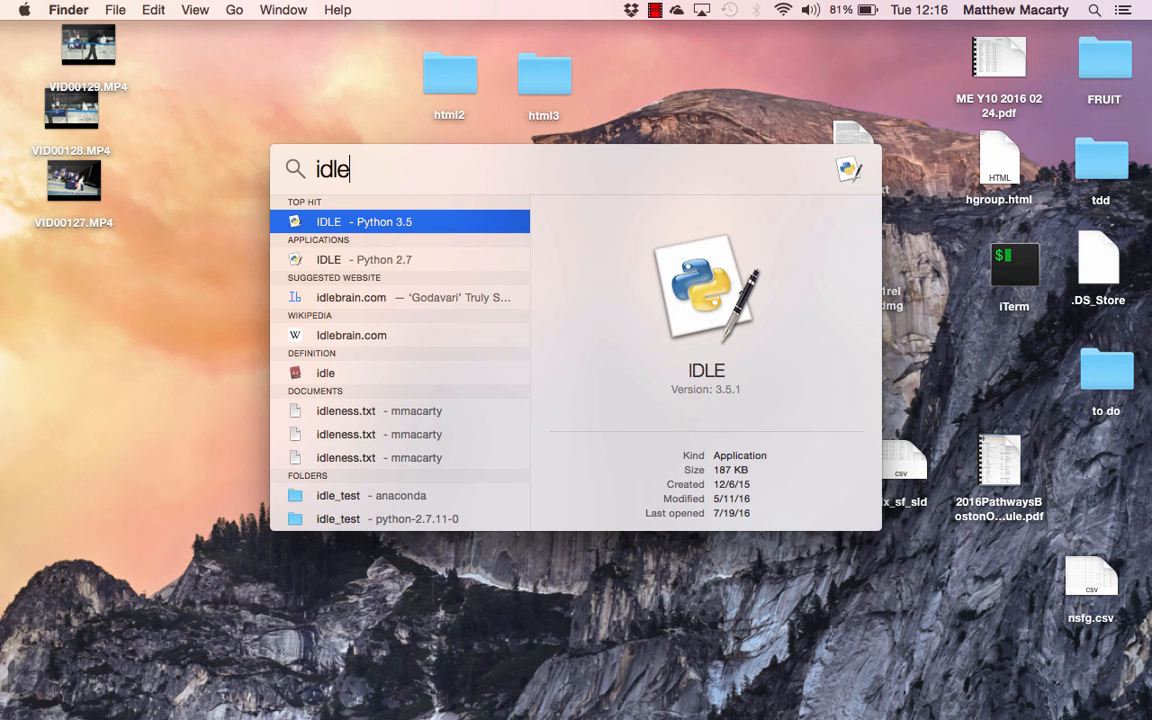 Finder File Edit View Go Window Help 81% Tue 12:16 Matthew Macarty
VID00129.MP4
VID00128.MP4
VID00127.MP4
html2
html3
ME Y10 2016 02
24.pdf
FRUIT
HTML
hgroup.html
tdd
$
iTerm
.DS_Store
to do
csv
2016PathwaysB
ostonO...ule.pdf
csv
nsfg.csv
idle
TOP HIT
IDLE - Python 3.5
APPLICATIONS
IDLE - Python 2.7
SUGGESTED WEBSITE
Ib idlebrain.com — 'Godavari' Truly S...
WIKIPEDIA
W Idlebrain.com
DEFINITION
idle
DOCUMENTS
idleness.txt - mmacarty
idleness.txt - mmacarty
idleness.txt - mmacarty
FOLDERS
idle_test - anaconda
idle_test - python-2.7.11-0
IDLE
Version: 3.5.1
Kind Application
Size 187 KB
Created 12/6/15
Modified 5/11/16
Last opened 7/19/16